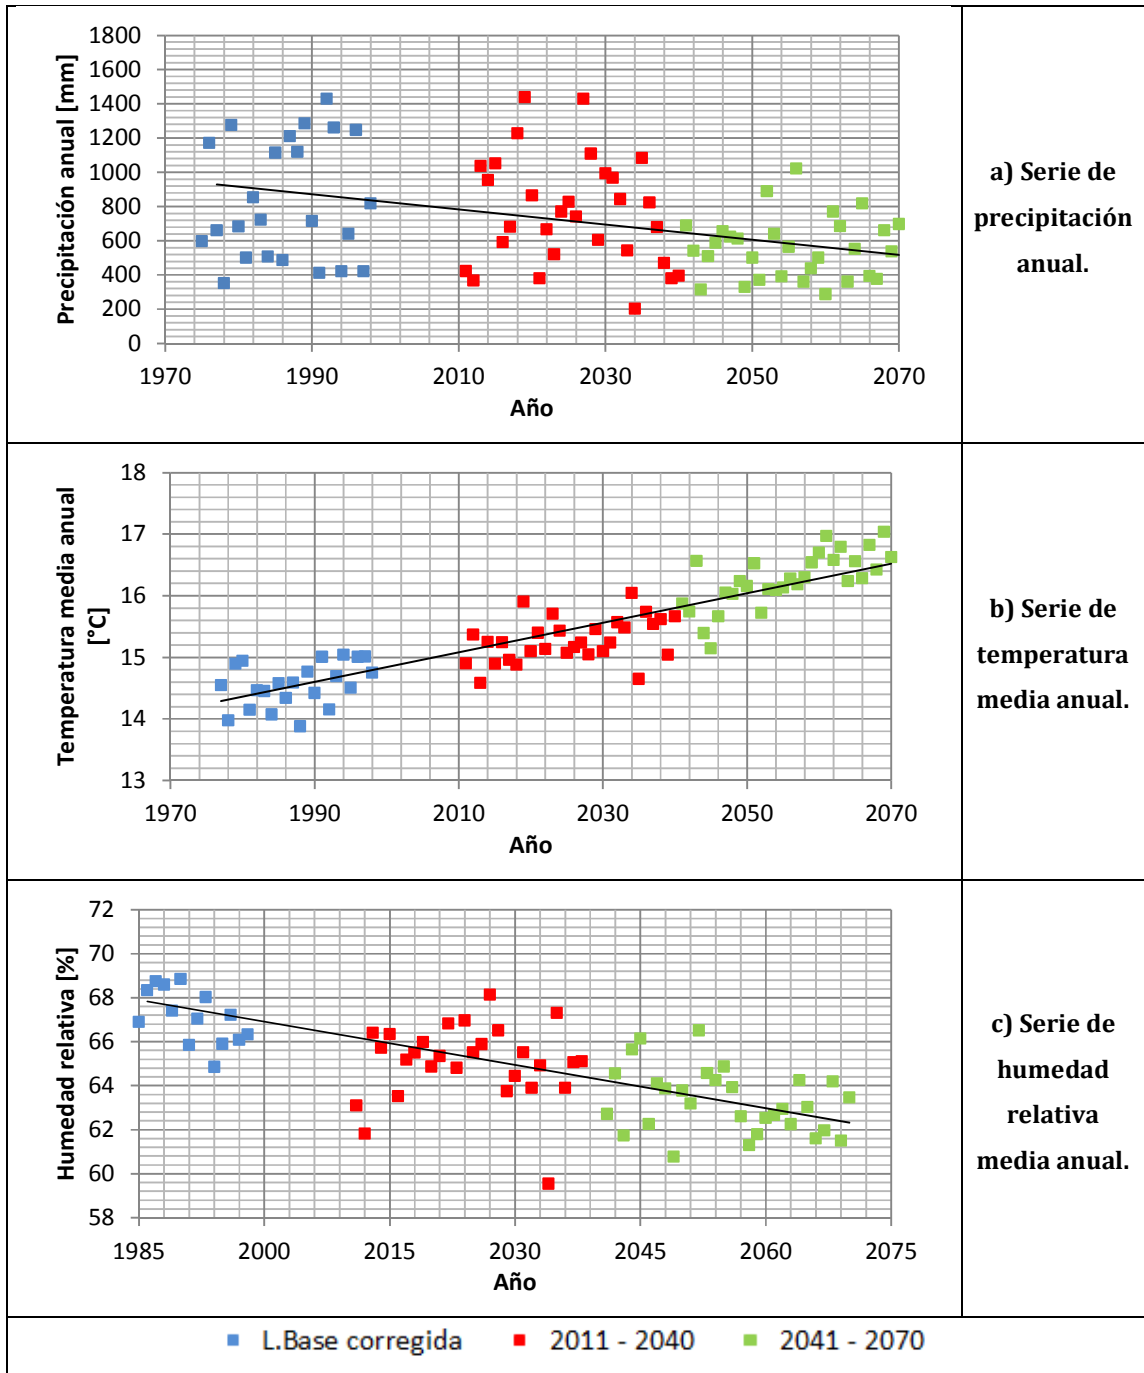 1800
1600
1400
1200
1000
800
600
400
200
0
Precipitación anual [mm]
1970 1990 2010 2030 2050 2070
Año
a) Serie de
precipitación
anual.
18
17
16
15
14
13
Temperatura media anual
[°C]
1970 1990 2010 2030 2050 2070
Año
b) Serie de
temperatura
media anual.
72
70
68
66
64
62
60
58
Humedad relativa [%]
1985 2000 2015 2030 2045 2060 2075
Año
c) Serie de
humedad
relativa
media anual.
L.Base corregida 2011 - 2040 2041 - 2070